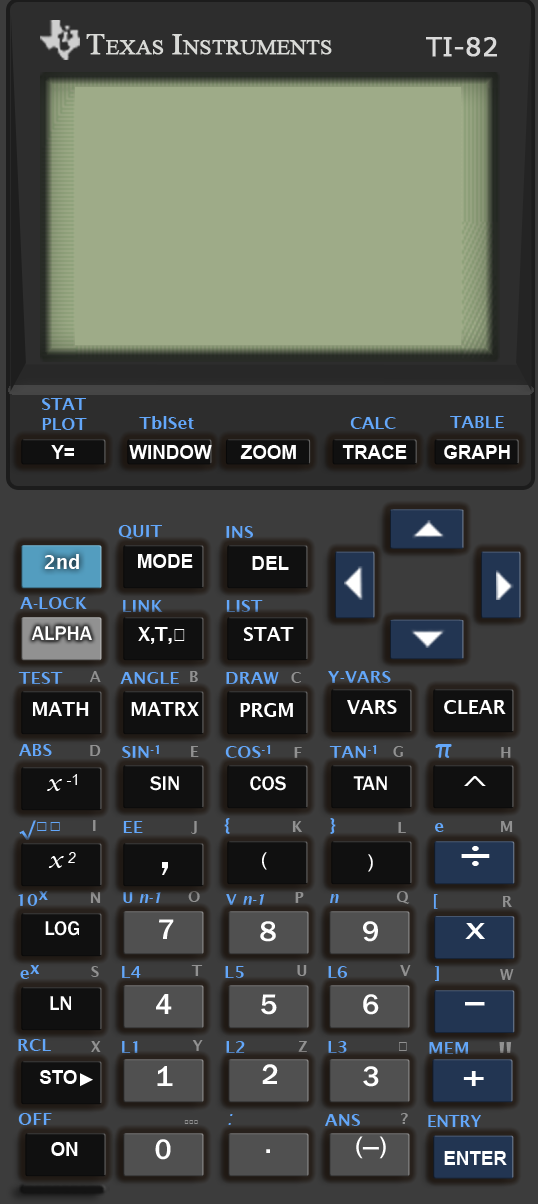 TEXAS INSTRUMENTS TI-82
STAT
PLOT TblSet CALC TABLE
Y= WINDOW ZOOM TRACE GRAPH
QUIT INS
2nd MODE DEL
A-LOCK LINK LIST
ALPHA X,T,□ STAT
TEST A ANGLE B DRAW C Y-VARS
MATH MATRX PRGM VARS CLEAR
ABS D SIN-1 E COS-1 F TAN-1 G π H
x-1 SIN COS TAN ^
√□□ I EE J { K } L e M
x2 , ( ) ÷
10x N U n-1 O V n-1 P n Q [ R
LOG 7 8 9 X
ex S L4 T L5 U L6 V ] W
LN 4 5 6 −
RCL X L1 Y L2 Z L3 □ MEM "
STO▶ 1 2 3 +
OFF □□□ : ANS ? ENTRY
ON 0 . (−) ENTER